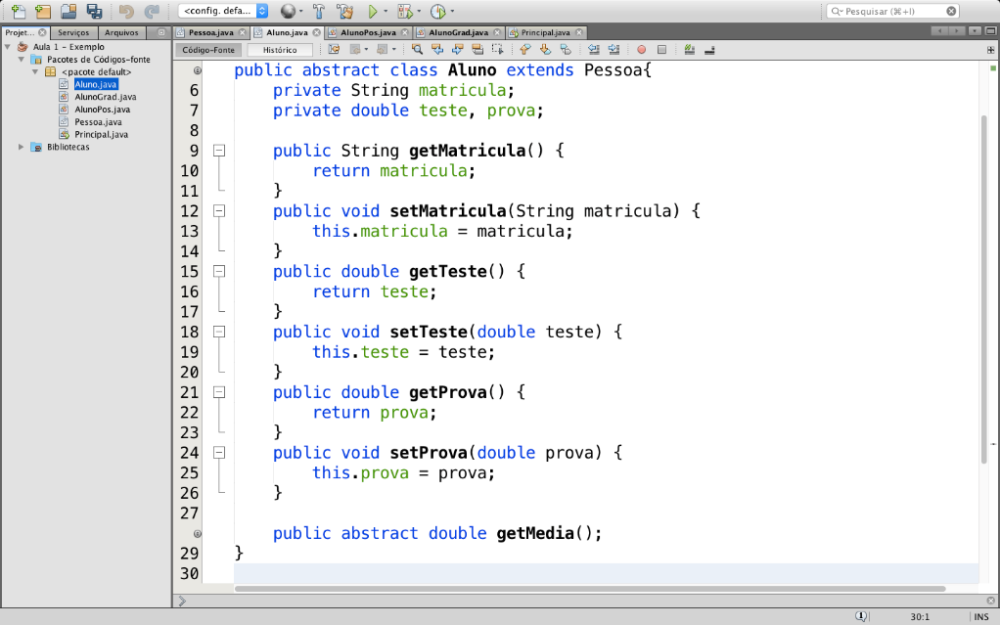 <config. defa...
Pesquisar (⌘+I)
Projet...
Serviços
Arquivos
Pessoa.java
Aluno.java
AlunoPos.java
AlunoGrad.java
Principal.java
Código-Fonte
Histórico
Aula 1 - Exemplo
Pacotes de Códigos-fonte
<pacote default>
Aluno.java
AlunoGrad.java
AlunoPos.java
Pessoa.java
Principal.java
Bibliotecas
public abstract class Aluno extends Pessoa{
6 private String matricula;
7 private double teste, prova;
8
9 public String getMatricula() {
10 return matricula;
11 }
12 public void setMatricula(String matricula) {
13 this.matricula = matricula;
14 }
15 public double getTeste() {
16 return teste;
17 }
18 public void setTeste(double teste) {
19 this.teste = teste;
20 }
21 public double getProva() {
22 return prova;
23 }
24 public void setProva(double prova) {
25 this.prova = prova;
26 }
27
public abstract double getMedia();
29 }
30
30:1
INS